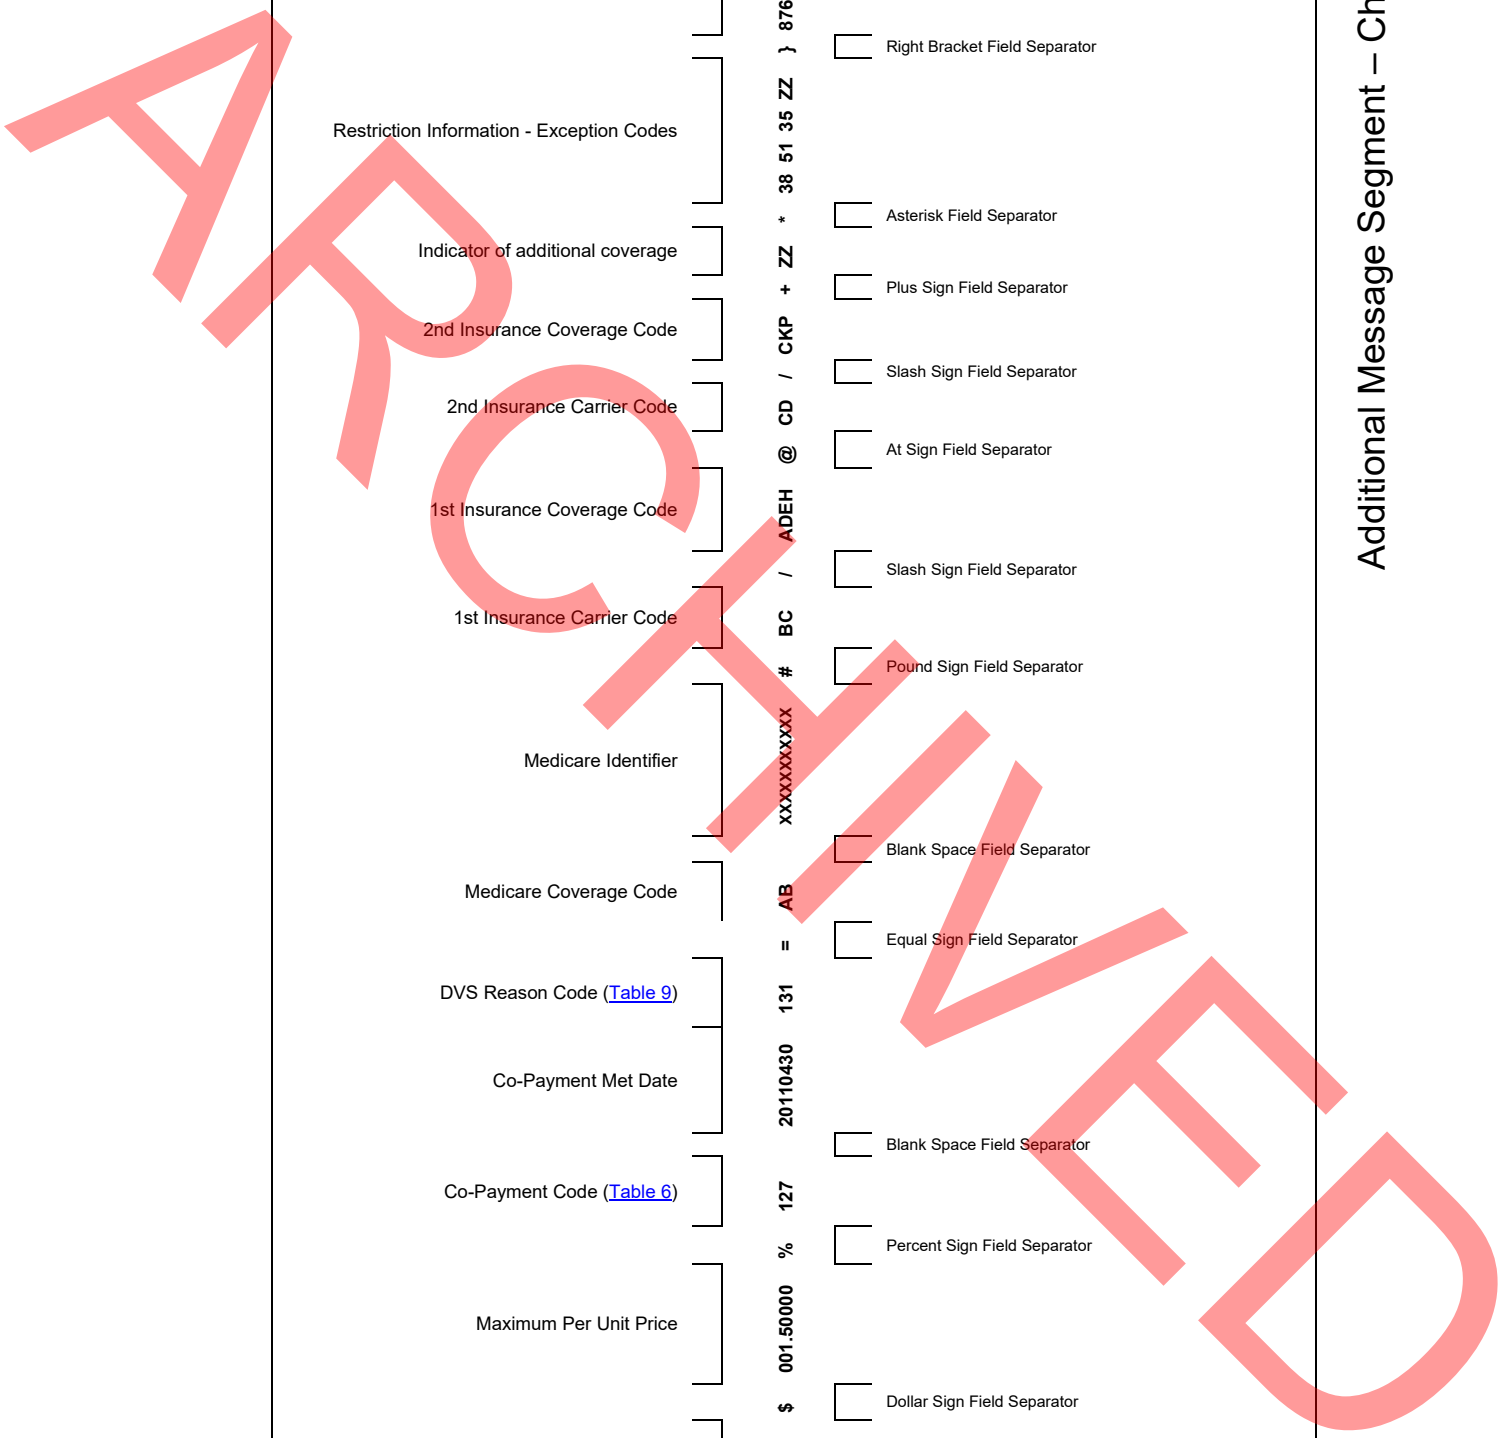 Additional Message Segment – Ch
} 876
Right Bracket Field Separator
Restriction Information - Exception Codes
38 51 35 ZZ
*
Asterisk Field Separator
Indicator of additional coverage
ZZ
+
Plus Sign Field Separator
2nd Insurance Coverage Code
CKP
/
Slash Sign Field Separator
2nd Insurance Carrier Code
CD
@
At Sign Field Separator
1st Insurance Coverage Code
ADEH
/
Slash Sign Field Separator
1st Insurance Carrier Code
BC
#
Pound Sign Field Separator
Medicare Identifier
XXXXXXXXXXX
Blank Space Field Separator
Medicare Coverage Code
AB
=
Equal Sign Field Separator
DVS Reason Code (Table 9)
131
Co-Payment Met Date
20110430
Blank Space Field Separator
Co-Payment Code (Table 6)
127
%
Percent Sign Field Separator
Maximum Per Unit Price
001.50000
$
Dollar Sign Field Separator
ARCHIVED